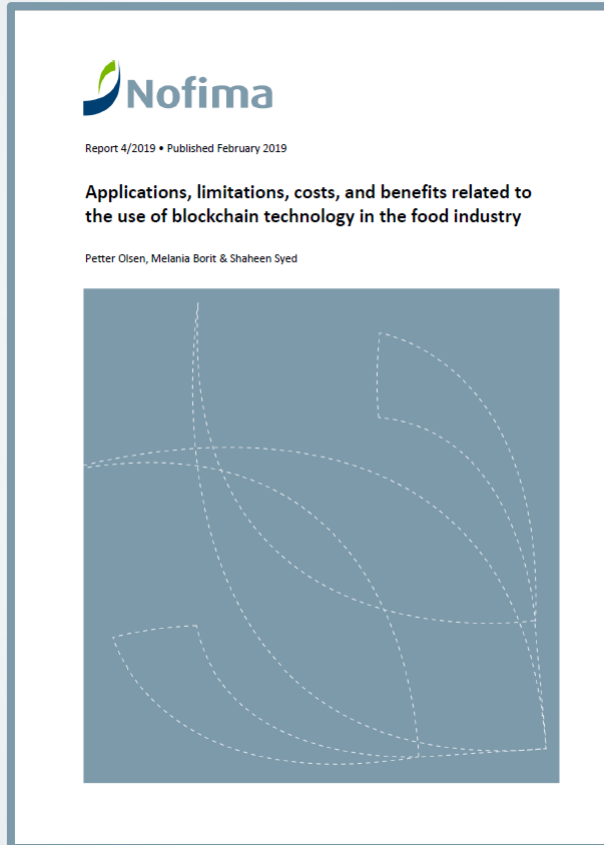 Nofima
Report 4/2019 • Published February 2019
Applications, limitations, costs, and benefits related to
the use of blockchain technology in the food industry
Petter Olsen, Melania Borit & Shaheen Syed